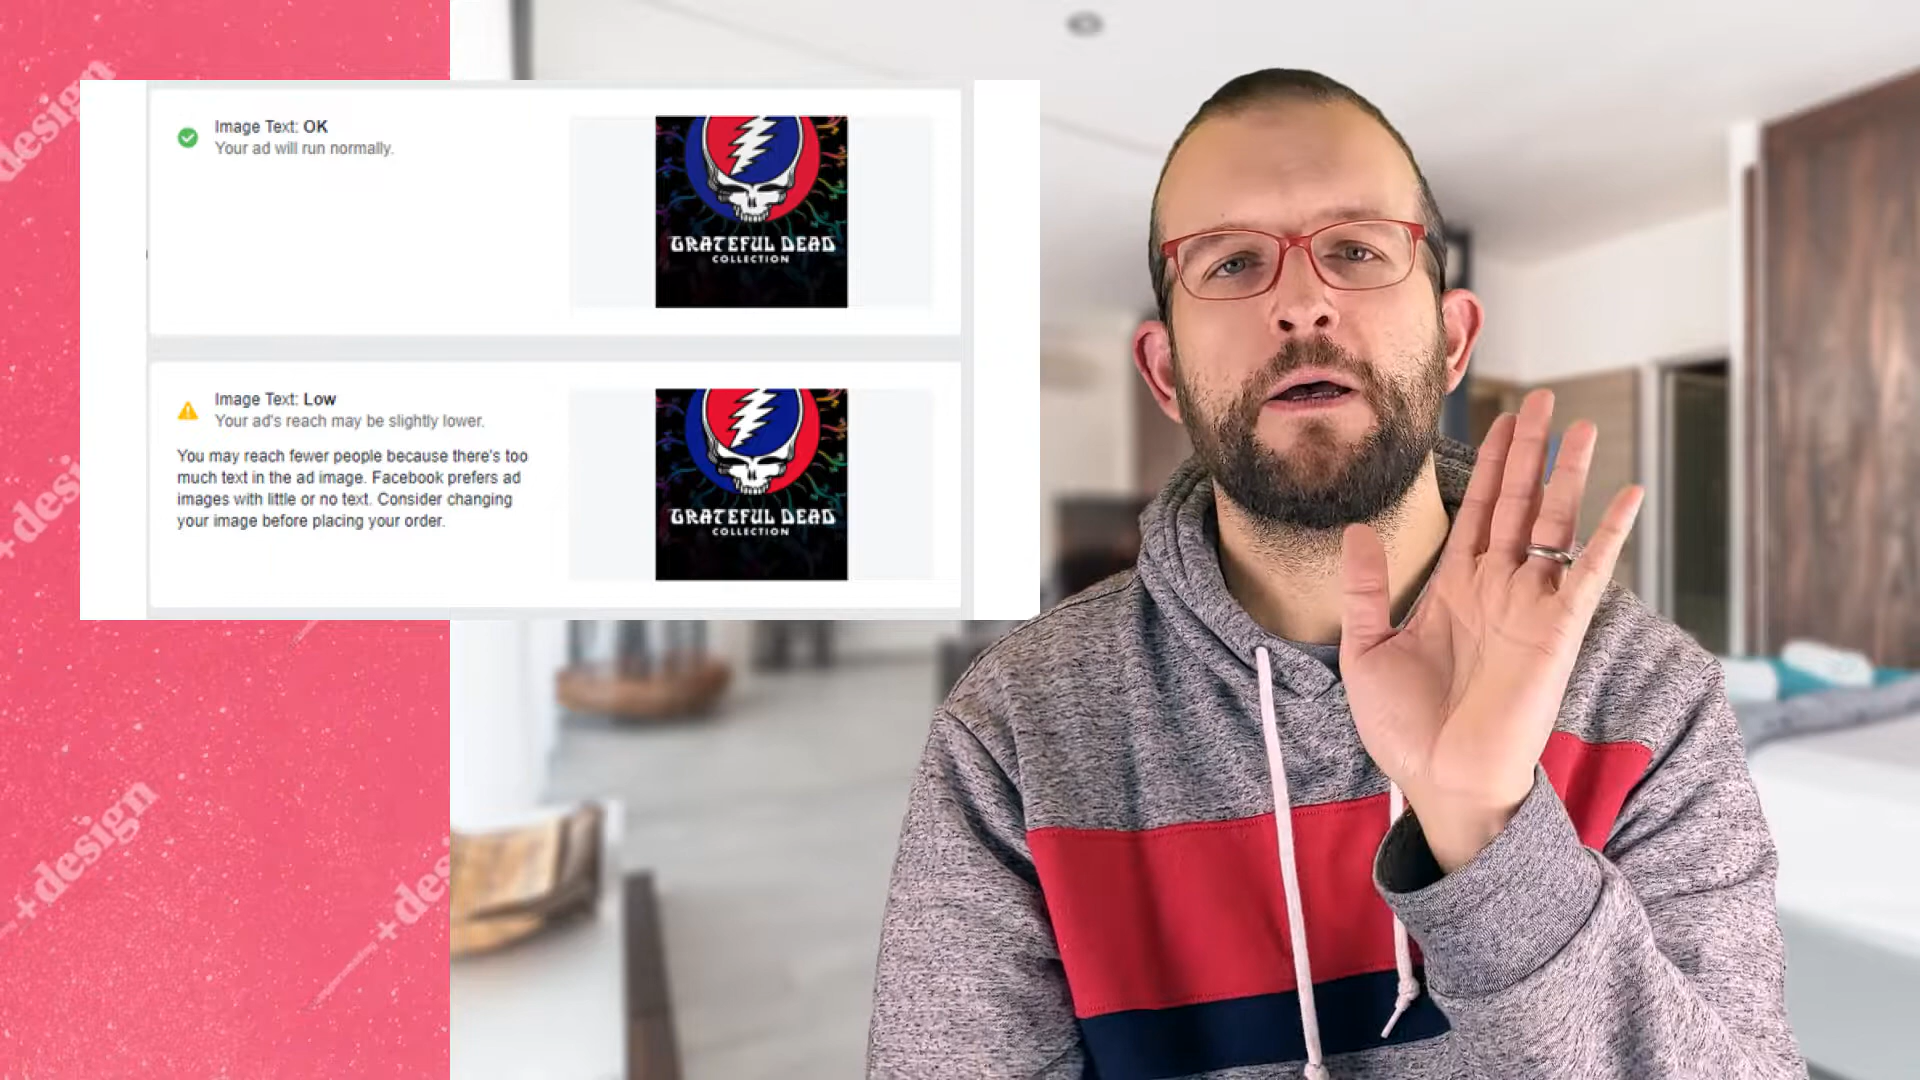 +design
Image Text: OK
Your ad will run normally.
GRATEFUL DEAD
COLLECTION
Image Text: Low
Your ad's reach may be slightly lower.
You may reach fewer people because there's too
much text in the ad image. Facebook prefers ad
images with little or no text. Consider changing
your image before placing your order.
GRATEFUL DEAD
COLLECTION
+desi
+design
+des